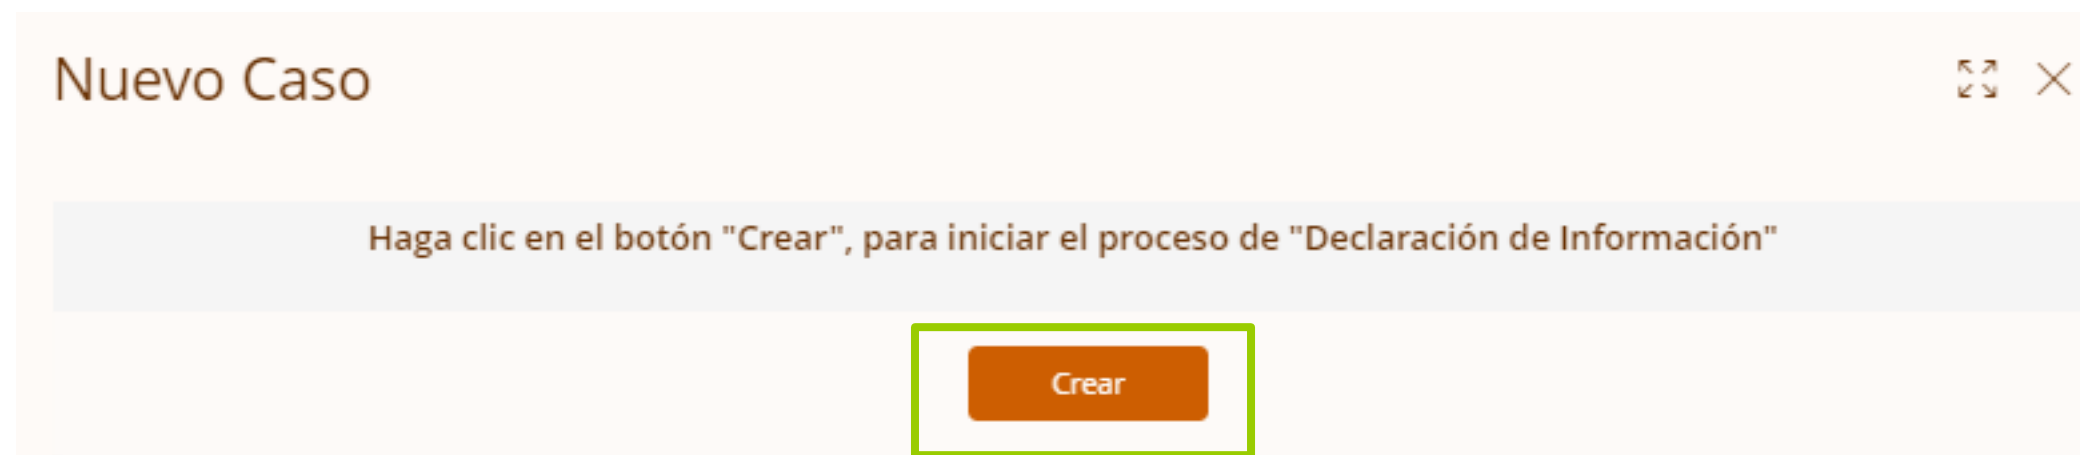 Nuevo Caso
Haga clic en el botón "Crear", para iniciar el proceso de "Declaración de Información"
Crear